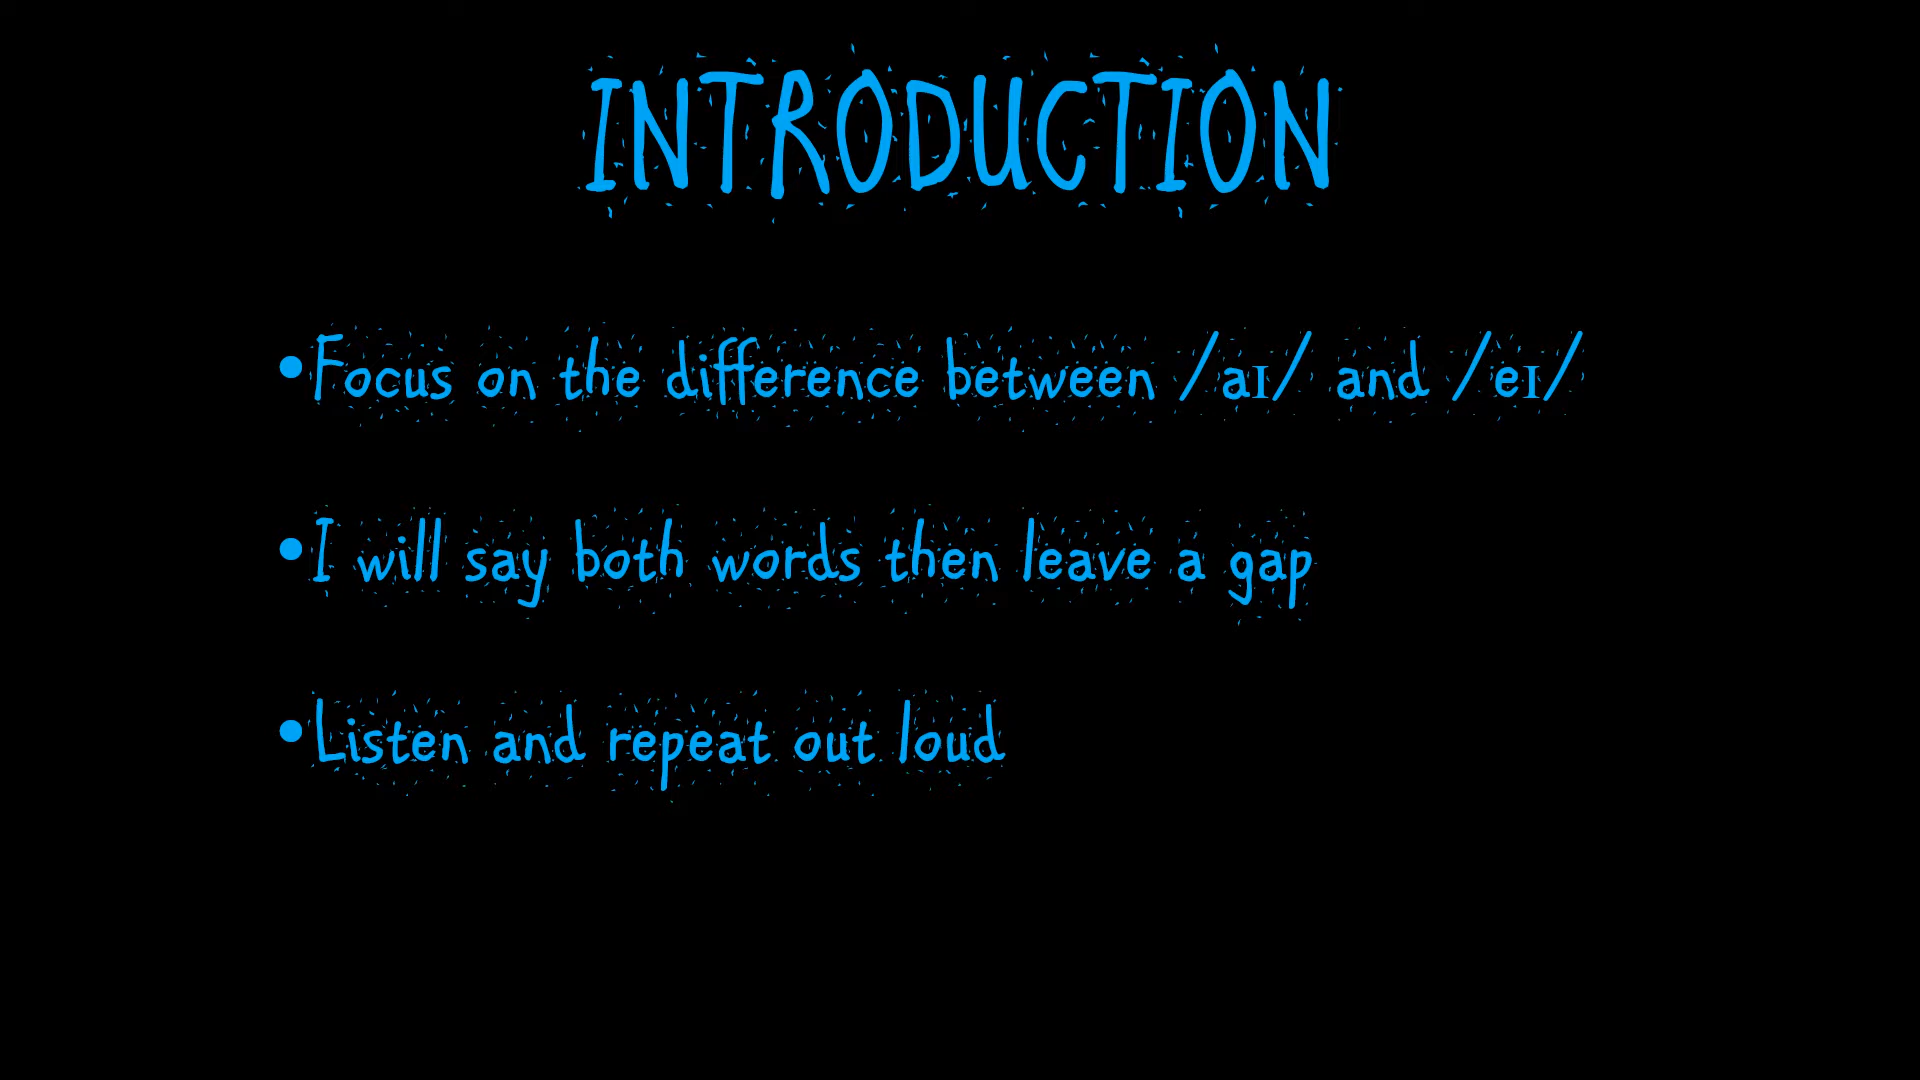 INTRODUCTION
•Focus on the difference between /aɪ/ and /eɪ/
•I will say both words then leave a gap
•Listen and repeat out loud